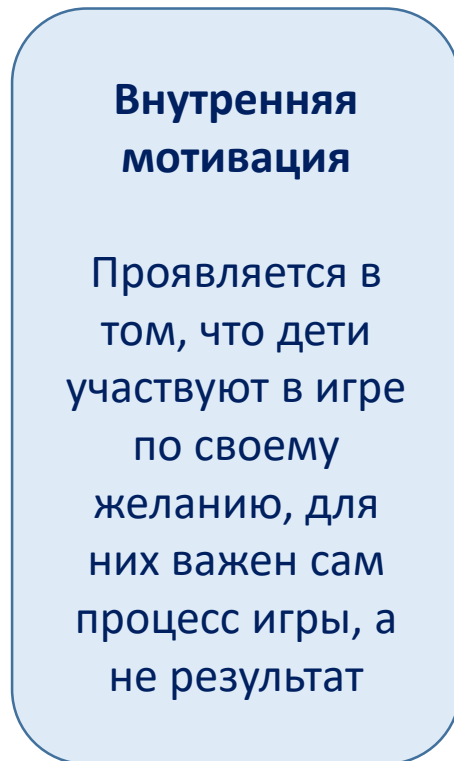 Внутренняя
мотивация
Проявляется в
том, что дети
участвуют в игре
по своему
желанию, для
них важен сам
процесс игры, а
не результат